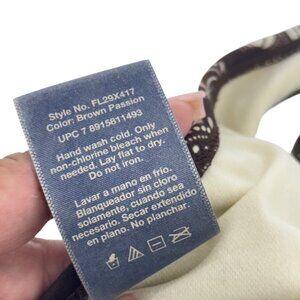 Style No. FL29X417
Color: Brown Passion
UPC 7 8915811493
Hand wash cold. Only
non-chlorine bleach when
needed. Lay flat to dry.
Do not iron.
Lavar a mano en frio.
Blanqueador sin cloro
solamente, cuando sea
necesario. Secar extendido
en plano. No planchar.